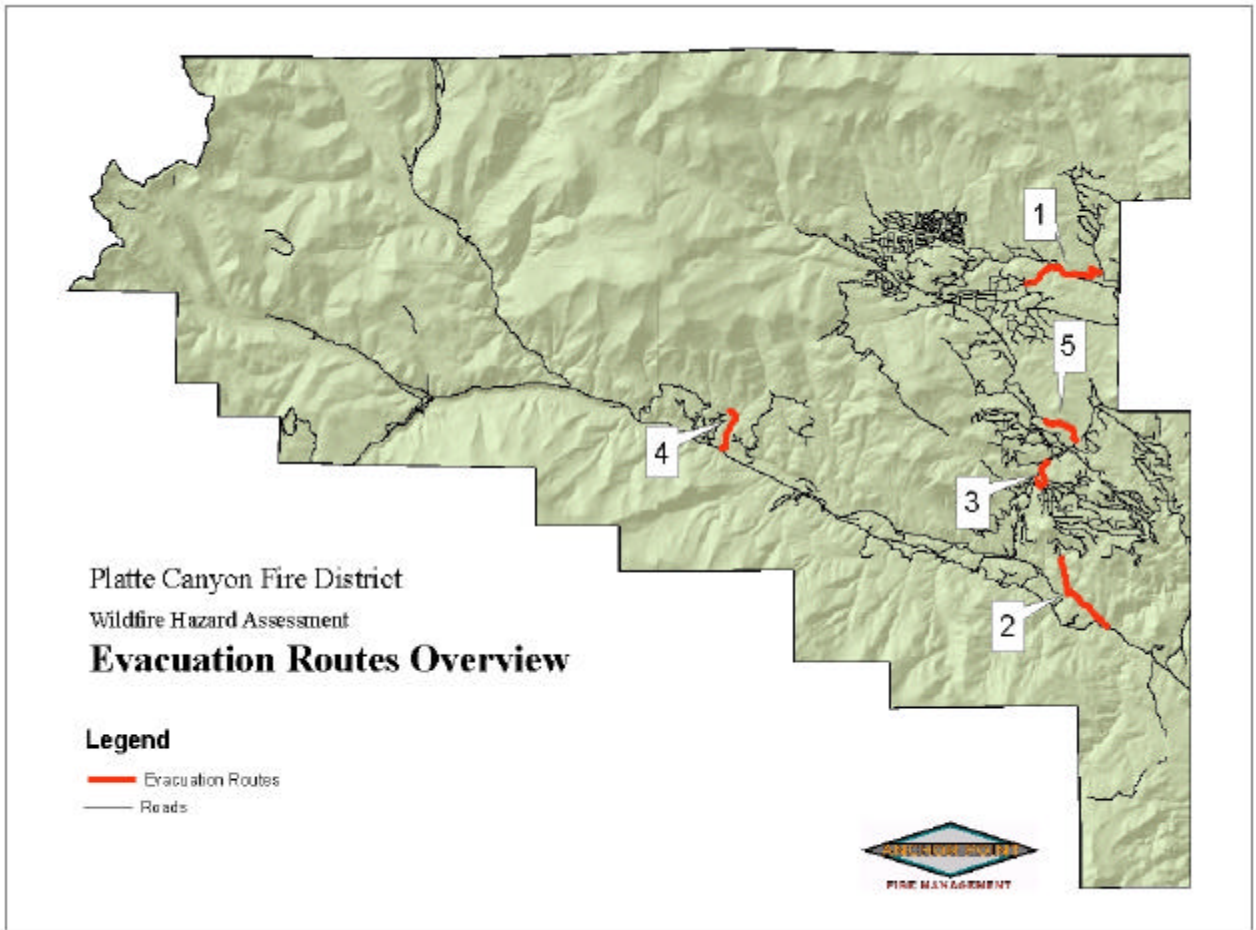 1
5
4
3
2
Platte Canyon Fire District
Wildfire Hazard Assessment
Evacuation Routes Overview
Legend
Evacuation Routes
Roads
FIRE MANAGEMENT